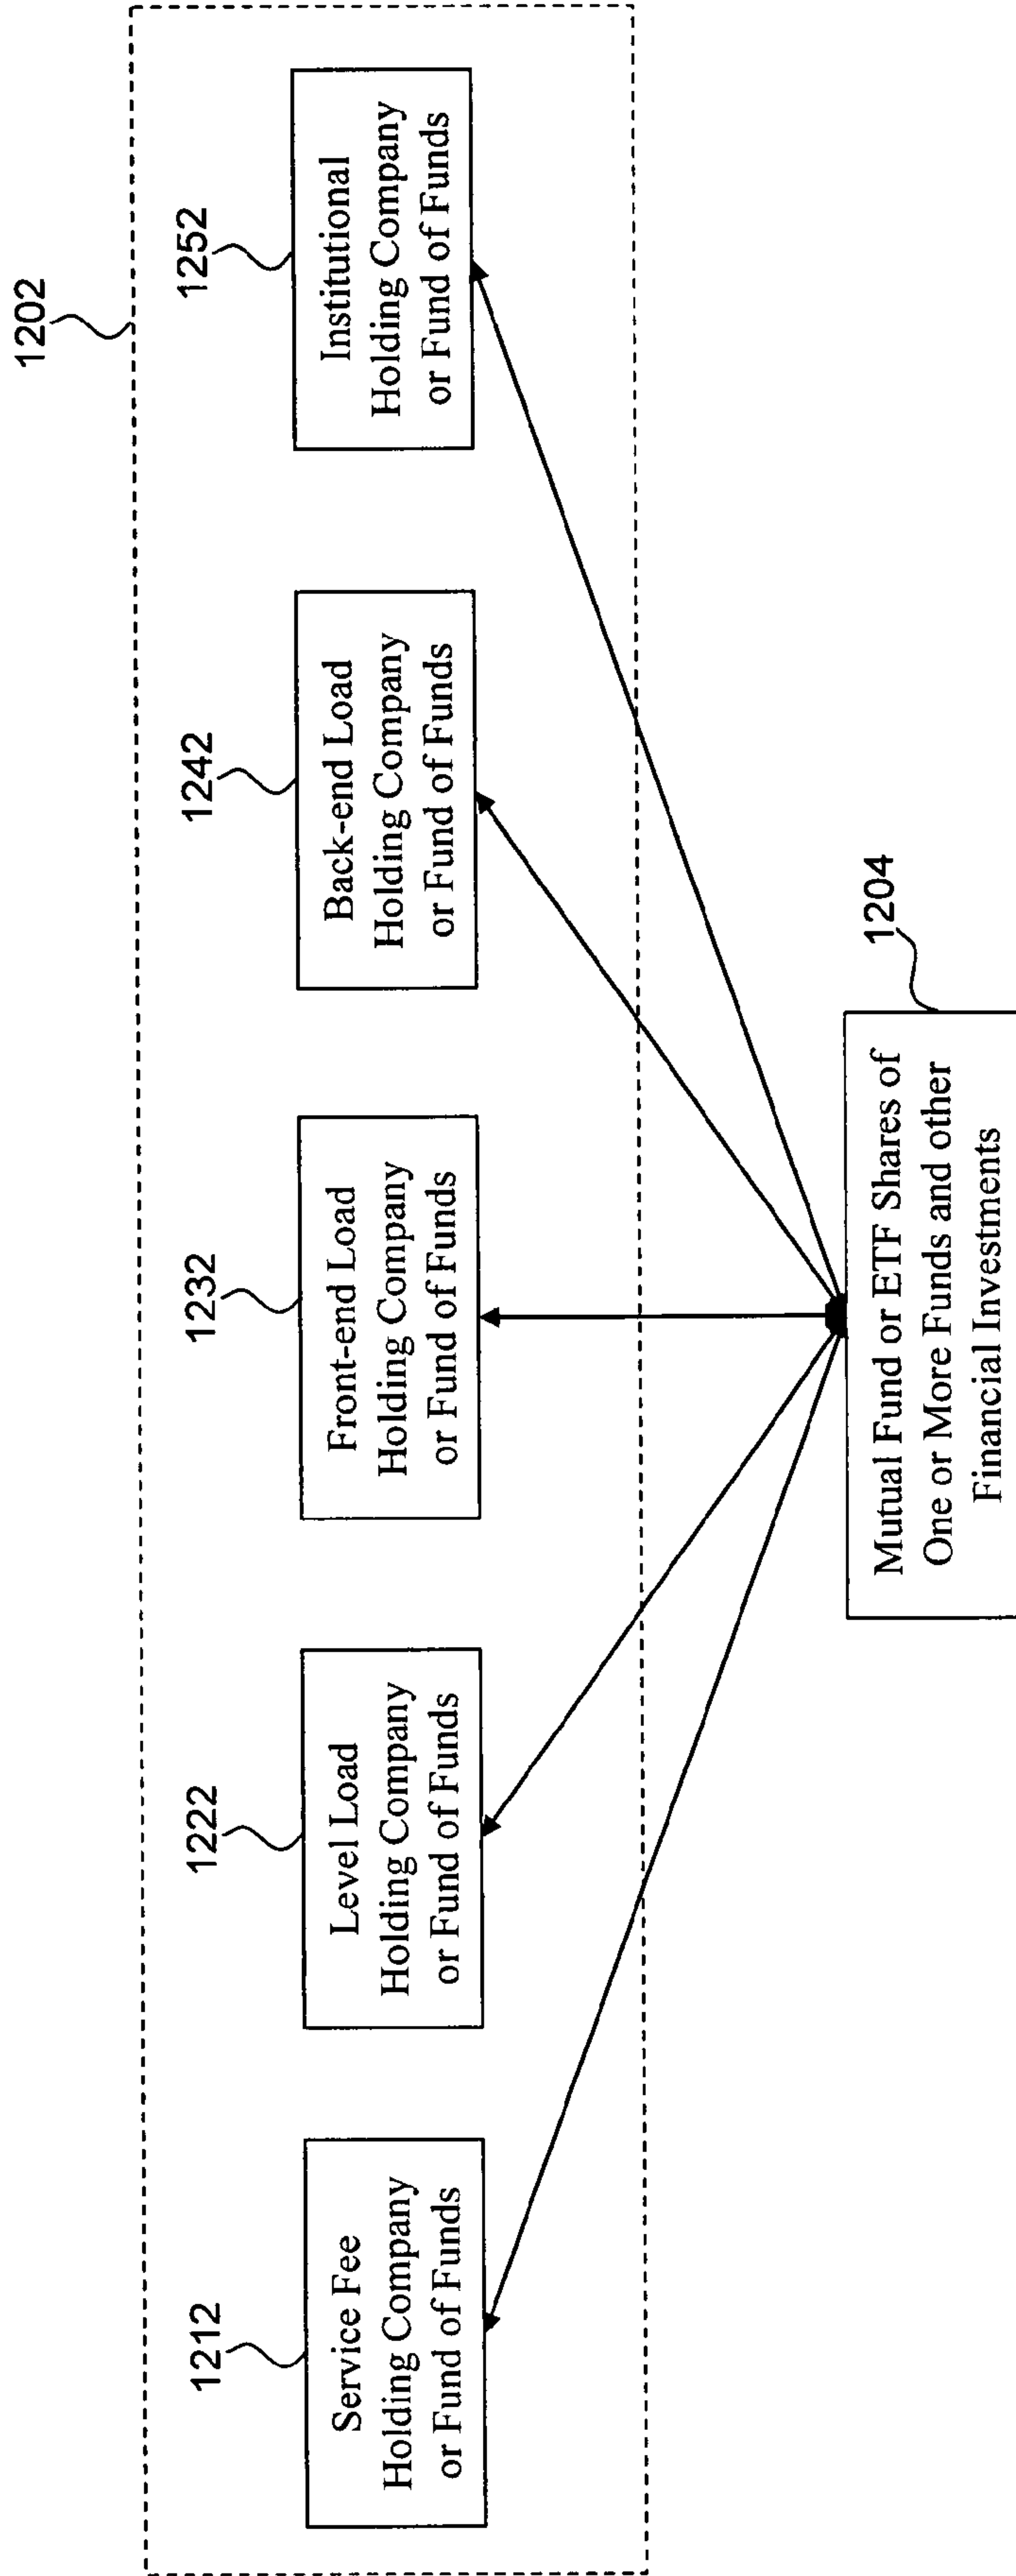 1202
1212
Service Fee
Holding Company
or Fund of Funds
1222
Level Load
Holding Company
or Fund of Funds
1232
Front-end Load
Holding Company
or Fund of Funds
1242
Back-end Load
Holding Company
or Fund of Funds
1252
Institutional
Holding Company
or Fund of Funds
1204
Mutual Fund or ETF Shares of
One or More Funds and other
Financial Investments